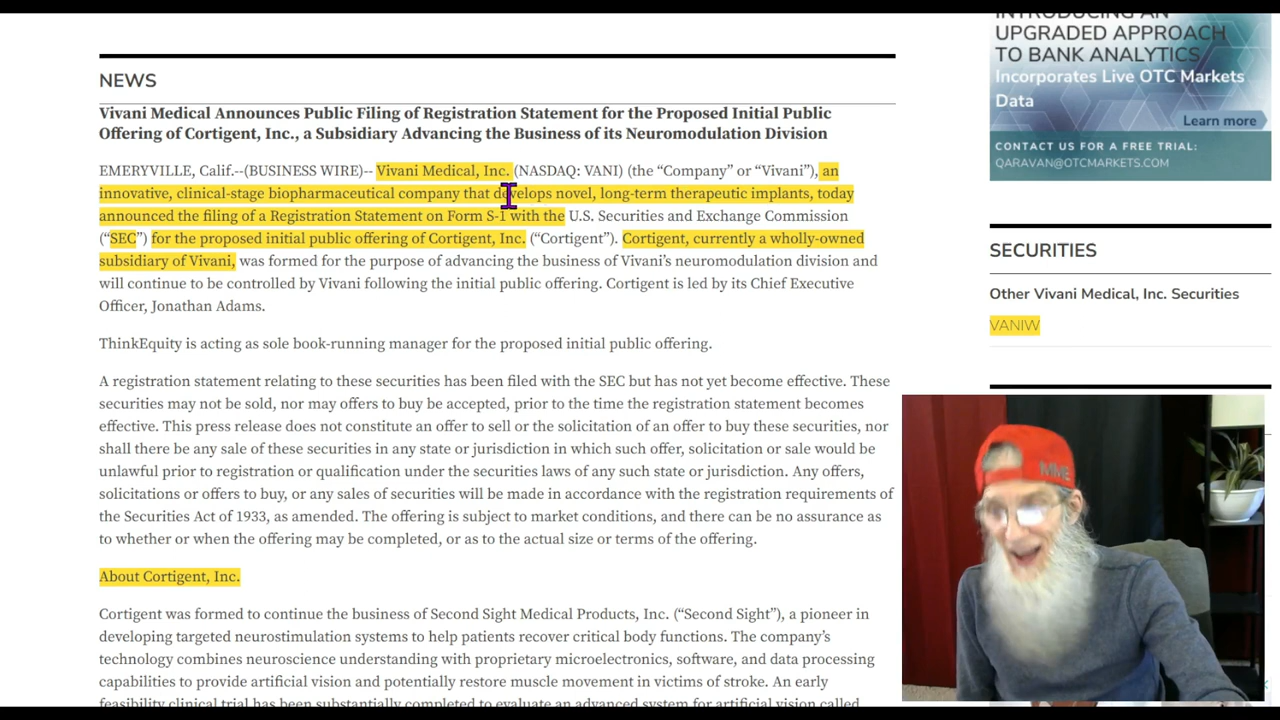 INTRODUCING AN
UPGRADED APPROACH
TO BANK ANALYTICS
Incorporates Live OTC Markets
Data
Learn more
CONTACT US FOR A FREE TRIAL:
QARAVAN@OTCMARKETS.COM
NEWS
Vivani Medical Announces Public Filing of Registration Statement for the Proposed Initial Public
Offering of Cortigent, Inc., a Subsidiary Advancing the Business of its Neuromodulation Division
EMERYVILLE, Calif.--(BUSINESS WIRE)-- Vivani Medical, Inc. (NASDAQ: VANI) (the “Company” or “Vivani”), an
innovative, clinical-stage biopharmaceutical company that develops novel, long-term therapeutic implants, today
announced the filing of a Registration Statement on Form S-1 with the U.S. Securities and Exchange Commission
(“SEC”) for the proposed initial public offering of Cortigent, Inc. (“Cortigent”). Cortigent, currently a wholly-owned
subsidiary of Vivani, was formed for the purpose of advancing the business of Vivani’s neuromodulation division and
will continue to be controlled by Vivani following the initial public offering. Cortigent is led by its Chief Executive
Officer, Jonathan Adams.
ThinkEquity is acting as sole book-running manager for the proposed initial public offering.
A registration statement relating to these securities has been filed with the SEC but has not yet become effective. These
securities may not be sold, nor may offers to buy be accepted, prior to the time the registration statement becomes
effective. This press release does not constitute an offer to sell or the solicitation of an offer to buy these securities, nor
shall there be any sale of these securities in any state or jurisdiction in which such offer, solicitation or sale would be
unlawful prior to registration or qualification under the securities laws of any such state or jurisdiction. Any offers,
solicitations or offers to buy, or any sales of securities will be made in accordance with the registration requirements of
the Securities Act of 1933, as amended. The offering is subject to market conditions, and there can be no assurance as
to whether or when the offering may be completed, or as to the actual size or terms of the offering.
About Cortigent, Inc.
Cortigent was formed to continue the business of Second Sight Medical Products, Inc. (“Second Sight”), a pioneer in
developing targeted neurostimulation systems to help patients recover critical body functions. The company’s
technology combines neuroscience understanding with proprietary microelectronics, software, and data processing
capabilities to provide artificial vision and potentially restore muscle movement in victims of stroke. An early
feasibility clinical trial has been substantially completed to evaluate an advanced system for artificial vision called
SECURITIES
Other Vivani Medical, Inc. Securities
VANIW
MME